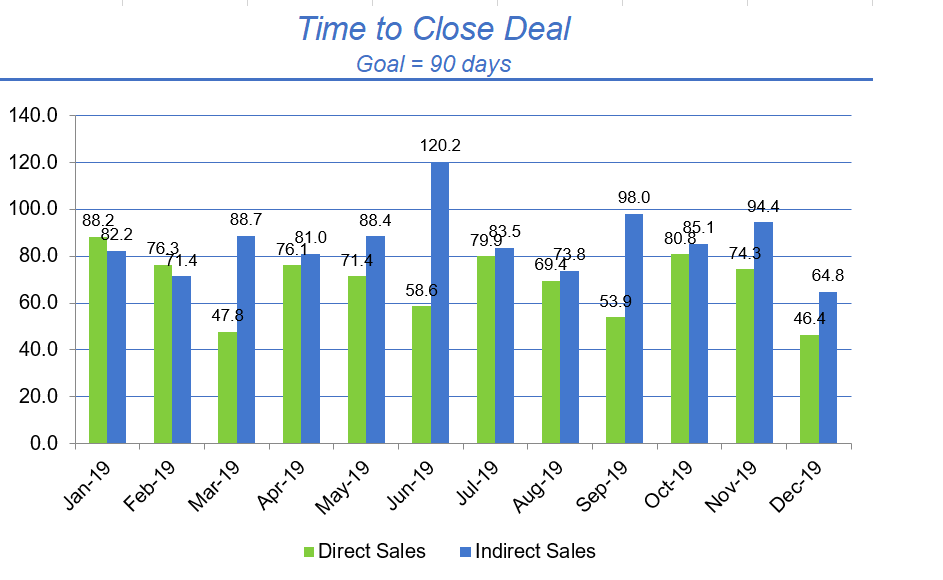 Time to Close Deal
Goal = 90 days
140.0
120.0
100.0
80.0
60.0
40.0
20.0
0.0
88.2 82.2 76.3 71.4 47.8 88.7 76.1 81.0 71.4 88.4 58.6 120.2 79.9 83.5 69.4 73.8 53.9 98.0 80.8 85.1 74.3 94.4 46.4 64.8
Jan-19 Feb-19 Mar-19 Apr-19 May-19 Jun-19 Jul-19 Aug-19 Sep-19 Oct-19 Nov-19 Dec-19
Direct Sales Indirect Sales